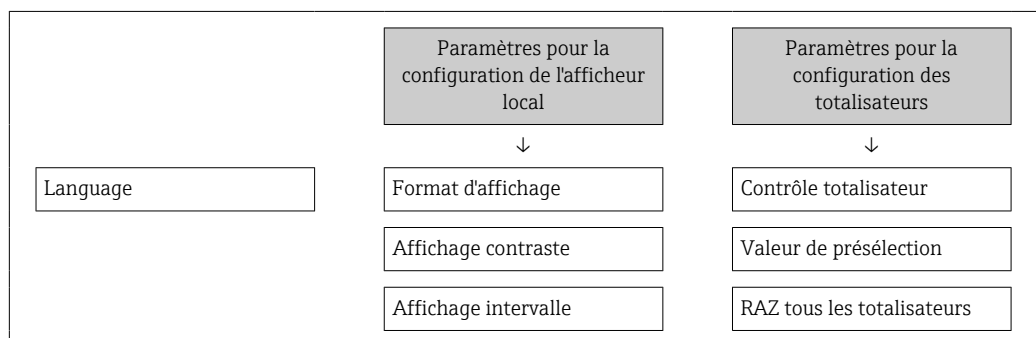 Paramètres pour la
configuration de l'afficheur
local
Paramètres pour la
configuration des
totalisateurs
↓
↓
Language
Format d'affichage
Contrôle totalisateur
Affichage contraste
Valeur de présélection
Affichage intervalle
RAZ tous les totalisateurs